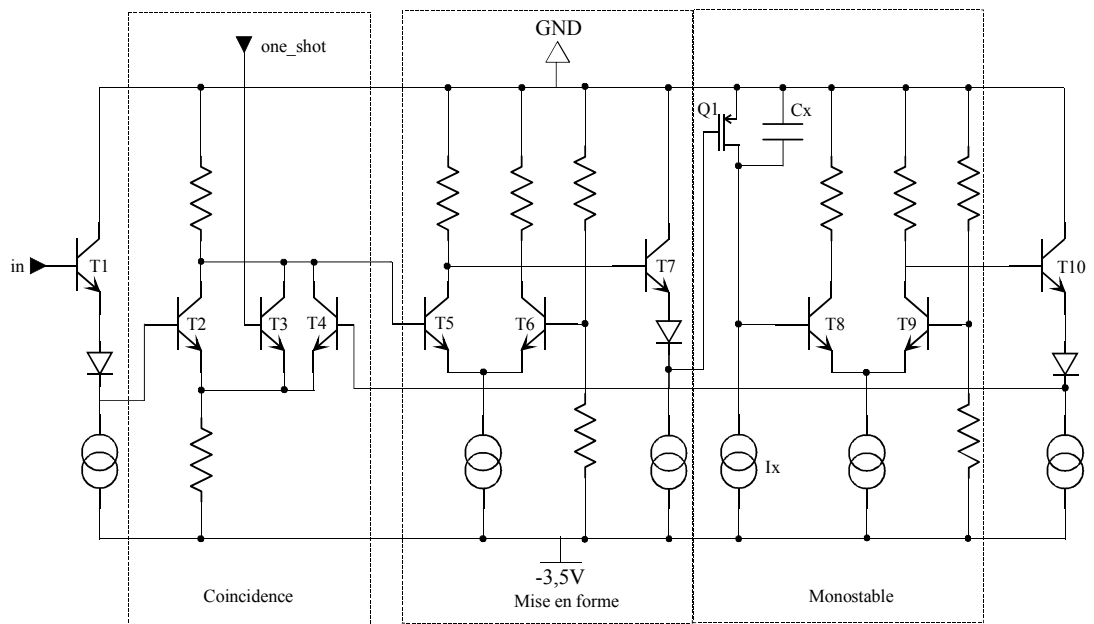 GND
one_shot
Q1
Cx
in
T1
T2
T3
T4
T5
T6
T7
T8
T9
T10
Ix
-3,5V
Coincidence
Mise en forme
Monostable